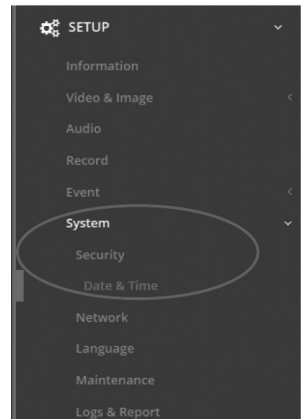 SETUP
Information
Video & Image
Audio
Record
Event
System
Security
Date & Time
Network
Language
Maintenance
Logs & Report